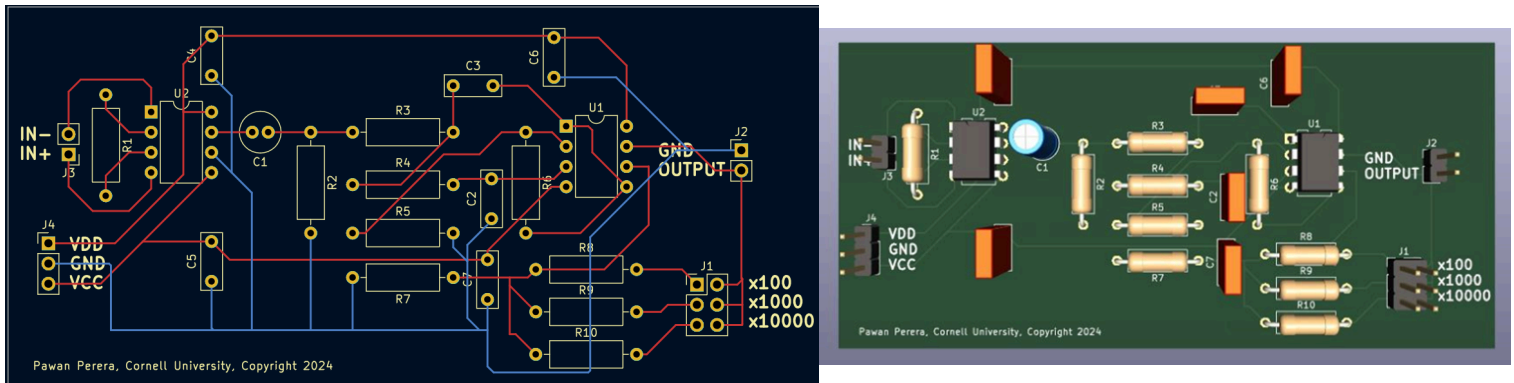 C4
C6
C3
U2
U1
R3
J2
IN-
GND
IN+
R1
C1
R4
OUTPUT
J3
R2
C2
R6
R5
J4
VDD
GND
R8
C5
J1
VCC
C7
x100
R9
R7
x1000
x10000
R10
Pawan Perera, Cornell University, Copyright 2024
C6
U2
U1
R3
J2
IN-
R1
GND
IN+
C1
R4
OUTPUT
J3
R2
C2
R6
J4
R5
VDD
R8
J1
GND
x100
R7
C7
R9
VCC
x1000
x10000
R10
Pawan Perera, Cornell University, Copyright 2024